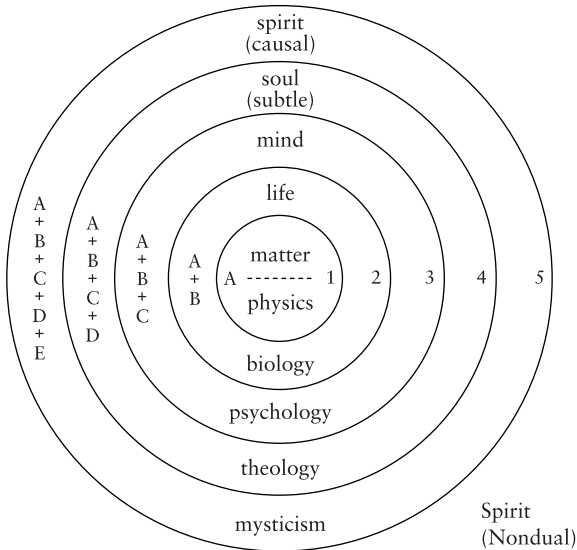 spirit
(causal)
soul
(subtle)
mind
life
matter
A ------------ 1 2 3 4 5
physics
A
+
B
A
+
B
+
C
A
+
B
+
C
+
D
A
+
B
+
C
+
D
+
E
biology
psychology
theology
mysticism
Spirit
(Nondual)